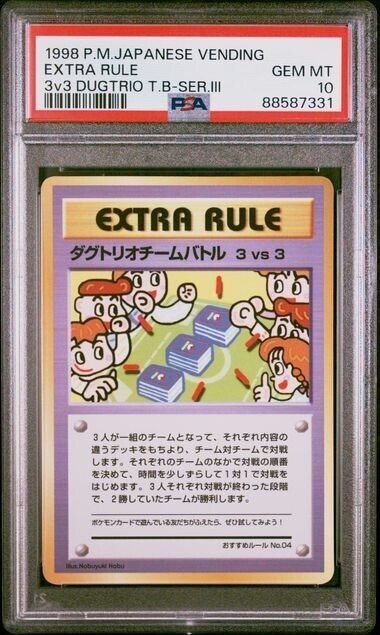 1998 P.M.JAPANESE VENDING
EXTRA RULE GEM MT
3v3 DUGTRIO T.B-SER.III 10
PSA 88587331
EXTRA RULE
ダグトリオチームバトル 3 vs 3
3人が一組のチームとなって、それぞれ内容の
違うデッキをもちより、チーム対チームで対戦
します。それぞれのチームのなかで対戦の順番
を決めて、時間を少しずらして1対1で対戦を
はじめます。3人それぞれ対戦が終わった段階
で、2勝していたチームが勝利します。
ポケモンカードで遊んでいる友だちがふえたら、ぜひ試してみよう!
おすすめルール No.04
Illus.Nobuyuki Habu